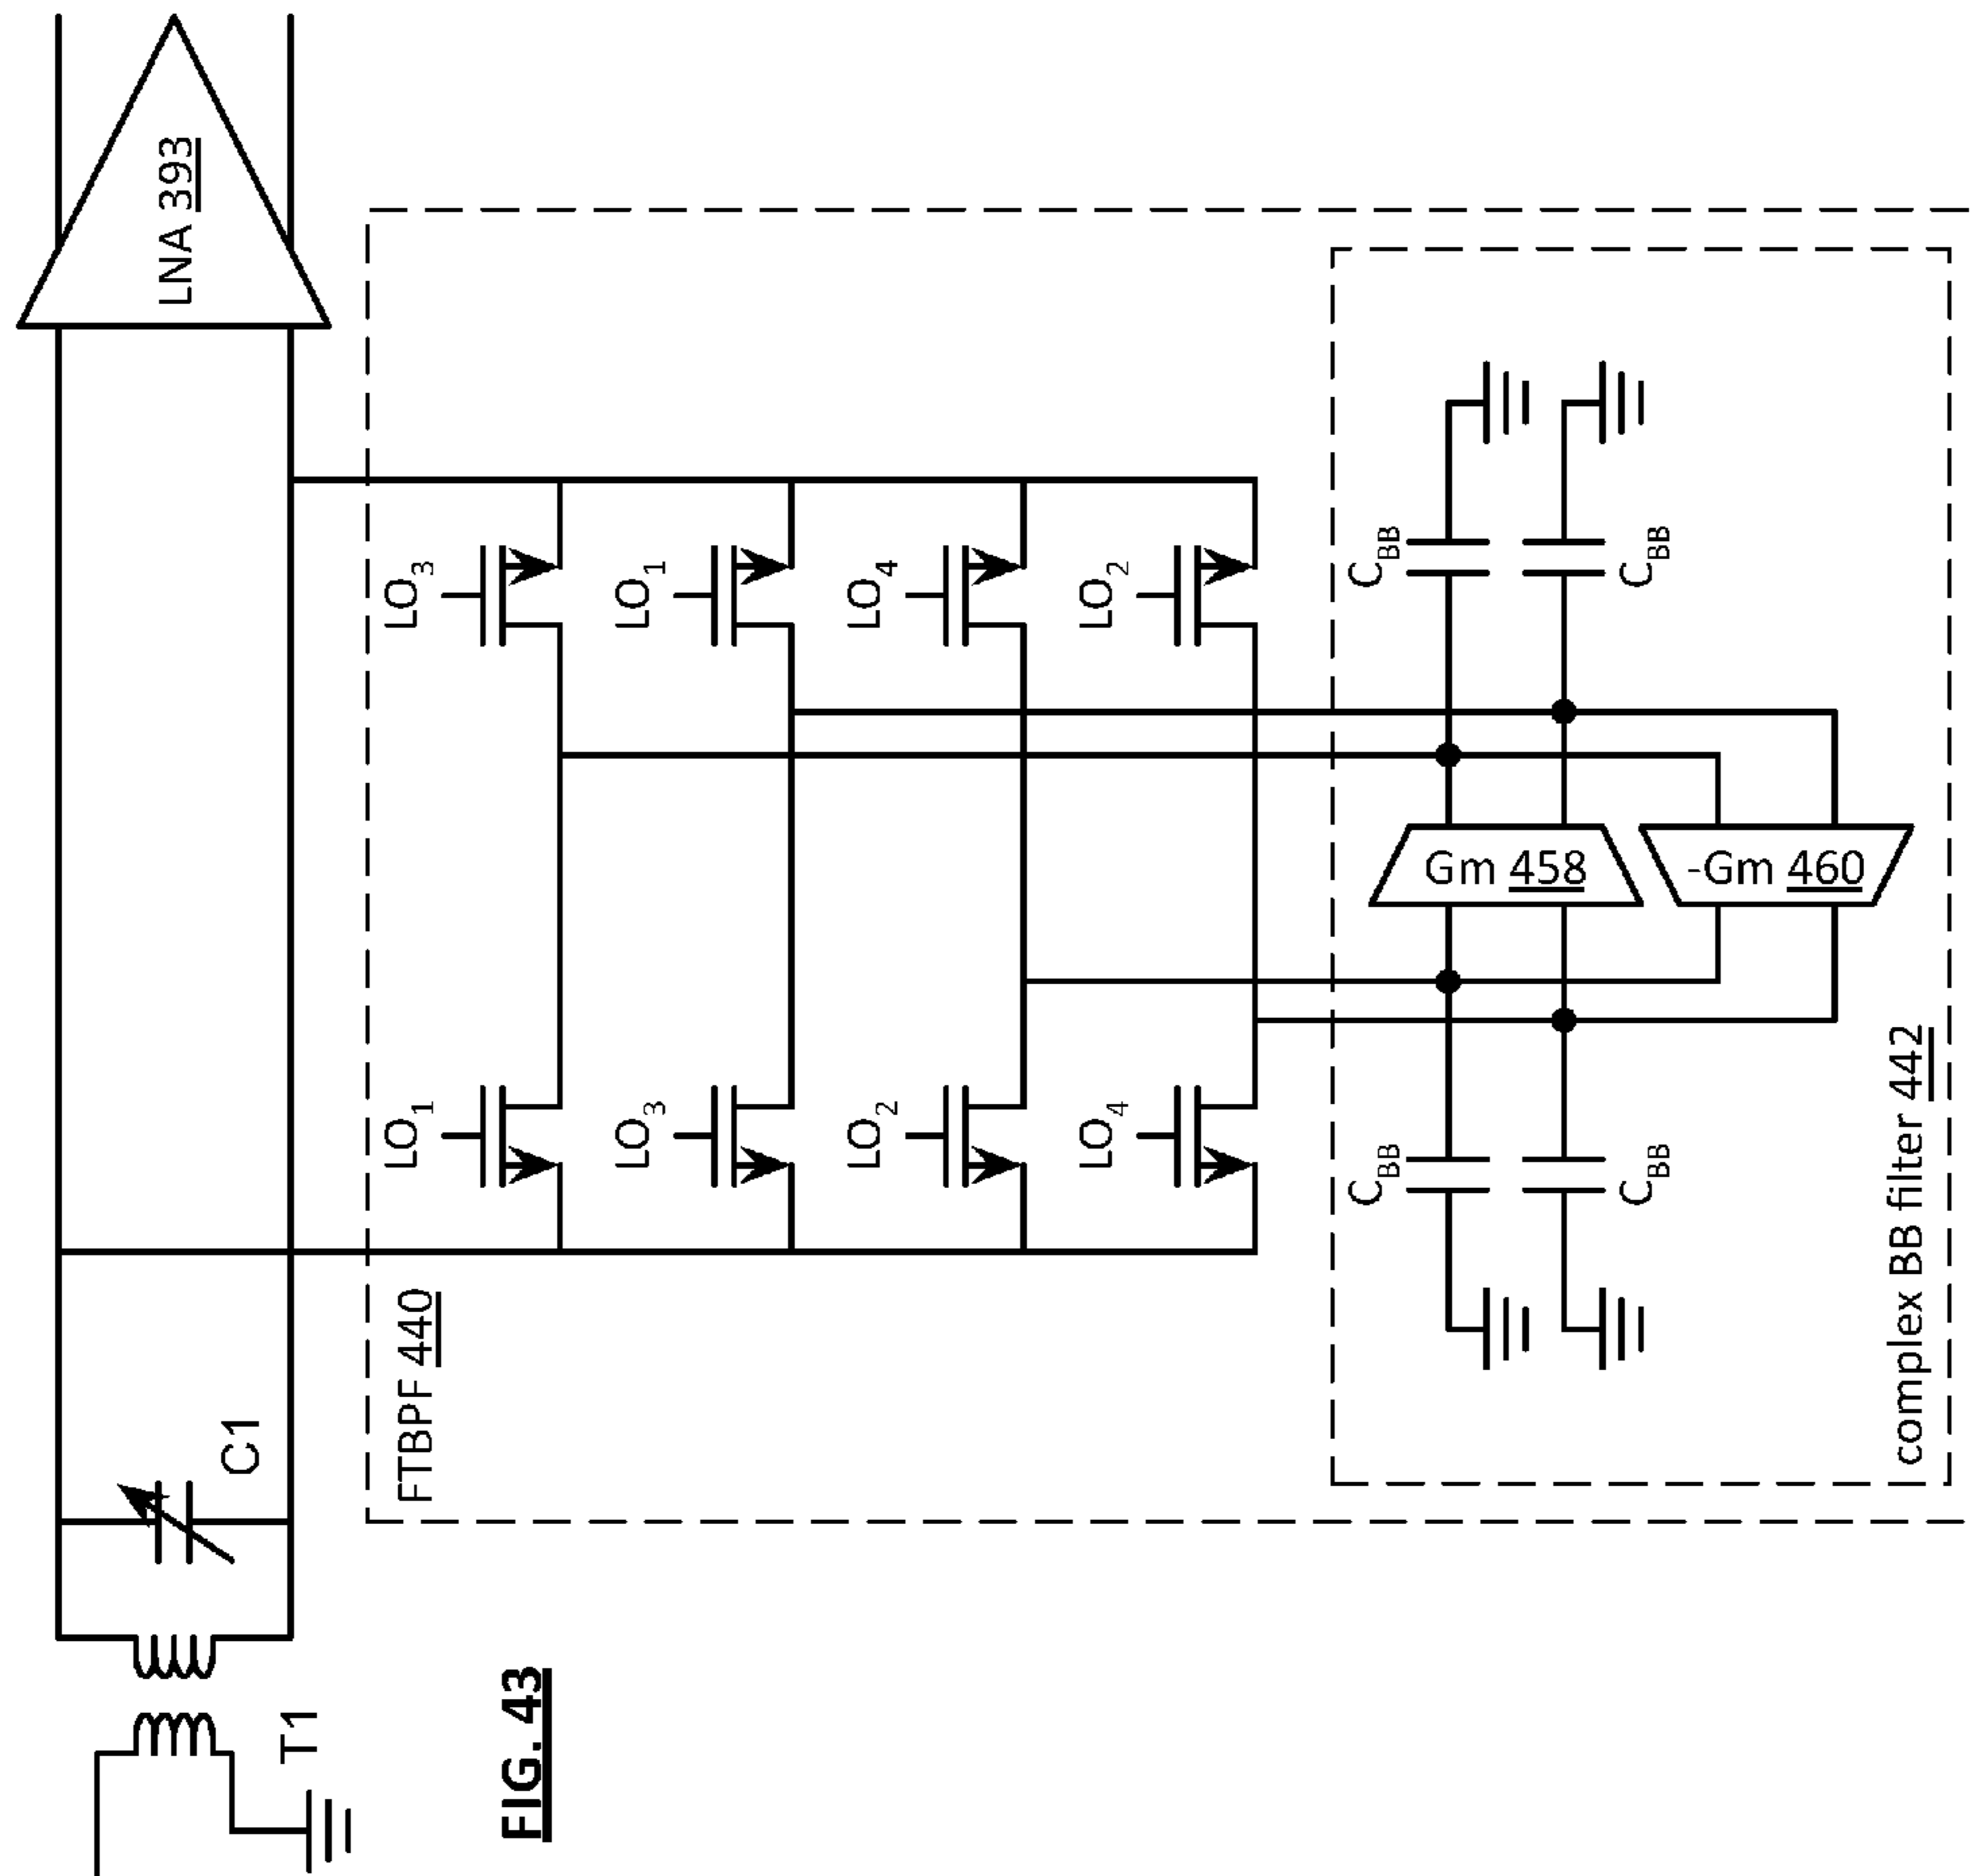 LNA 393
C1
T1
FTBPF 440
LO1
LO3
LO3
LO1
LO2
LO4
LO4
LO2
CBB
CBB
CBB
CBB
Gm 458
-Gm 460
complex BB filter 442
FIG. 43